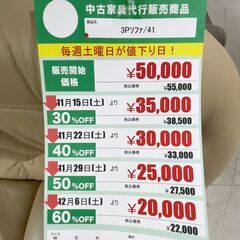 中古家具代行販売商品
商品名
3Pソファ/41
毎週土曜日が値下り日!
販売開始価格 ¥50,000
税込価格 ¥55,000
11月15日(土)より
30%OFF ¥35,000
税込価格 ¥38,500
11月22日(土)より
40%OFF ¥30,000
税込価格 ¥33,000
11月29日(土)より
50%OFF ¥25,000
税込価格 ¥27,500
12月6日(土)より
60%OFF ¥20,000
税込価格 ¥22,000
サイズ
W D H